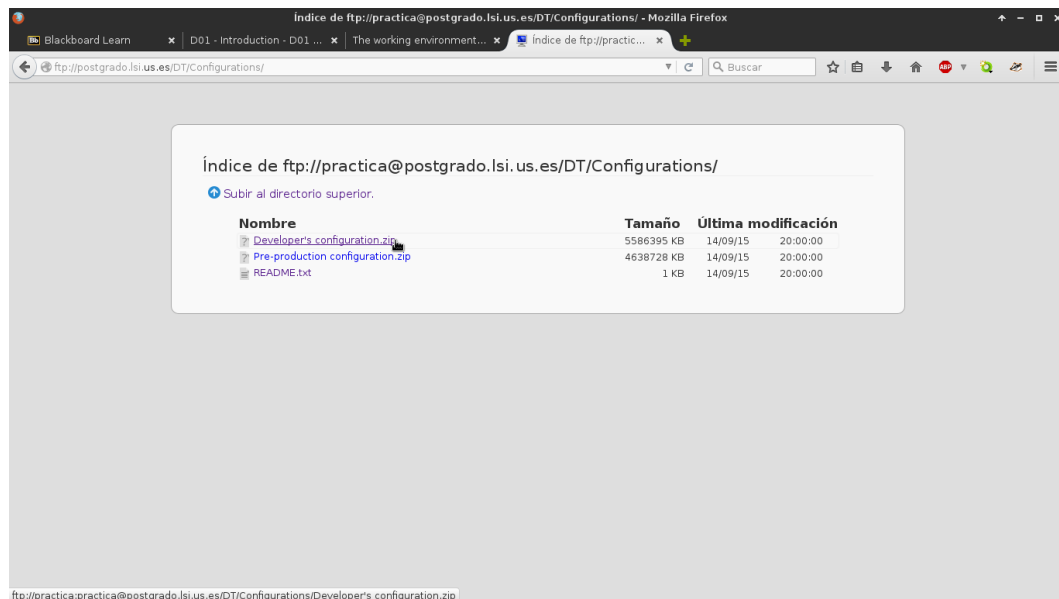 Índice de ftp://practica@postgrado.lsi.us.es/DT/Configurations/ - Mozilla Firefox
Blackboard Learn
D01 - Introduction - D01 ...
The working environment...
Índice de ftp://practic...
ftp://postgrado.lsi.us.es/DT/Configurations/
Buscar
ABP
Índice de ftp://practica@postgrado.lsi.us.es/DT/Configurations/
Subir al directorio superior.
Nombre Tamaño Última modificación
Developer's configuration.zip 5586395 KB 14/09/15 20:00:00
Pre-production configuration.zip 4638728 KB 14/09/15 20:00:00
README.txt 1 KB 14/09/15 20:00:00
ftp://practica:practica@postgrado.lsi.us.es/DT/Configurations/Developer's configuration.zip